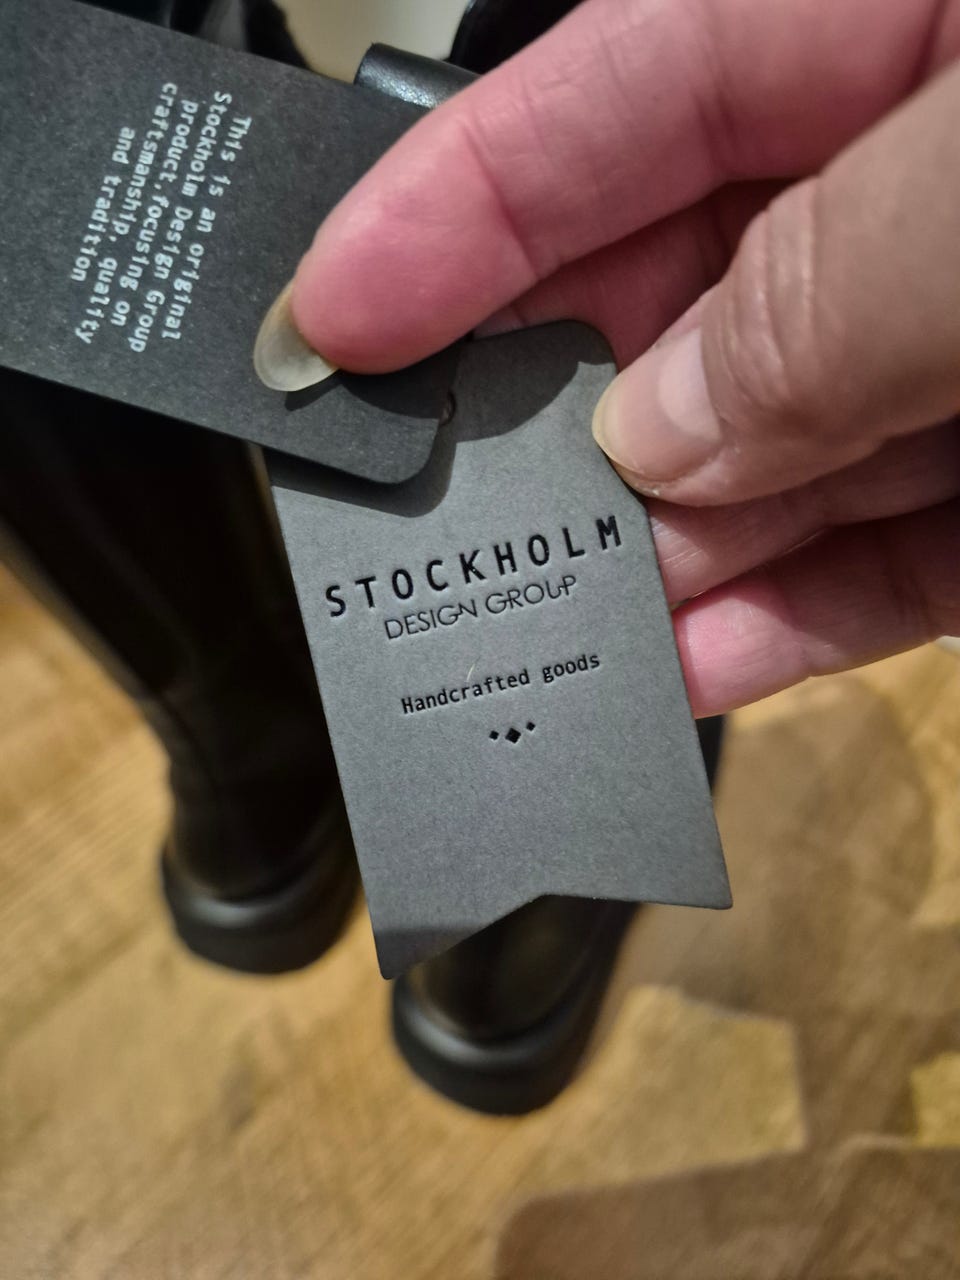 This is an original
Stockholm Design Group
product, focusing on
craftsmanship, quality
and tradition
STOCKHOLM
DESIGN GROUP
Handcrafted goods